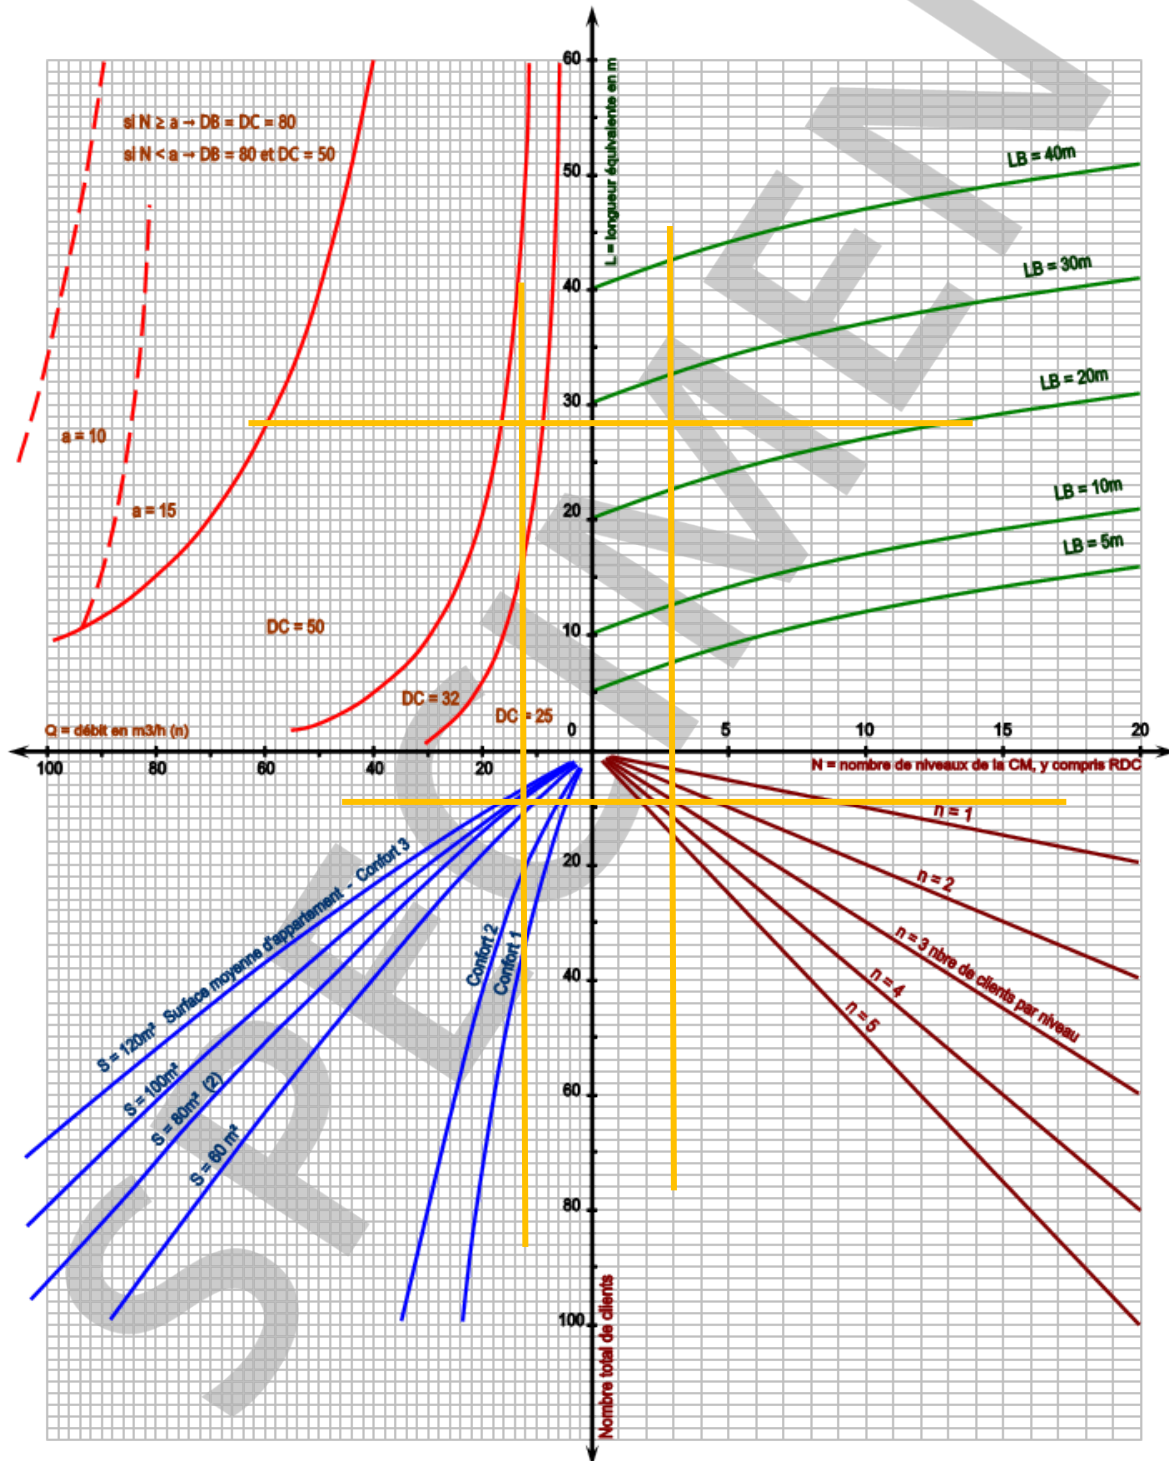 60
L = longueur équivalente en m
si N ≥ a → DB = DC = 80
si N < a → DB = 80 et DC = 50
50
LB = 40m
40
LB = 30m
30
LB = 20m
a = 10
a = 15
20
LB = 10m
LB = 5m
DC = 50
10
DC = 32
DC = 25
Q = débit en m3/h (n)
0
5
10
15
20
100
80
60
40
20
N = nombre de niveaux de la CM, y compris RDC
n = 1
20
n = 2
S = 120m² Surface moyenne d'appartement - Confort 3
Confort 2
Confort 1
n = 3 nbre de clients par niveau
40
n = 4
n = 5
S = 100m²
S = 80m² (2)
S = 60 m²
60
80
100
Nombre total de clients
SPECIMEN